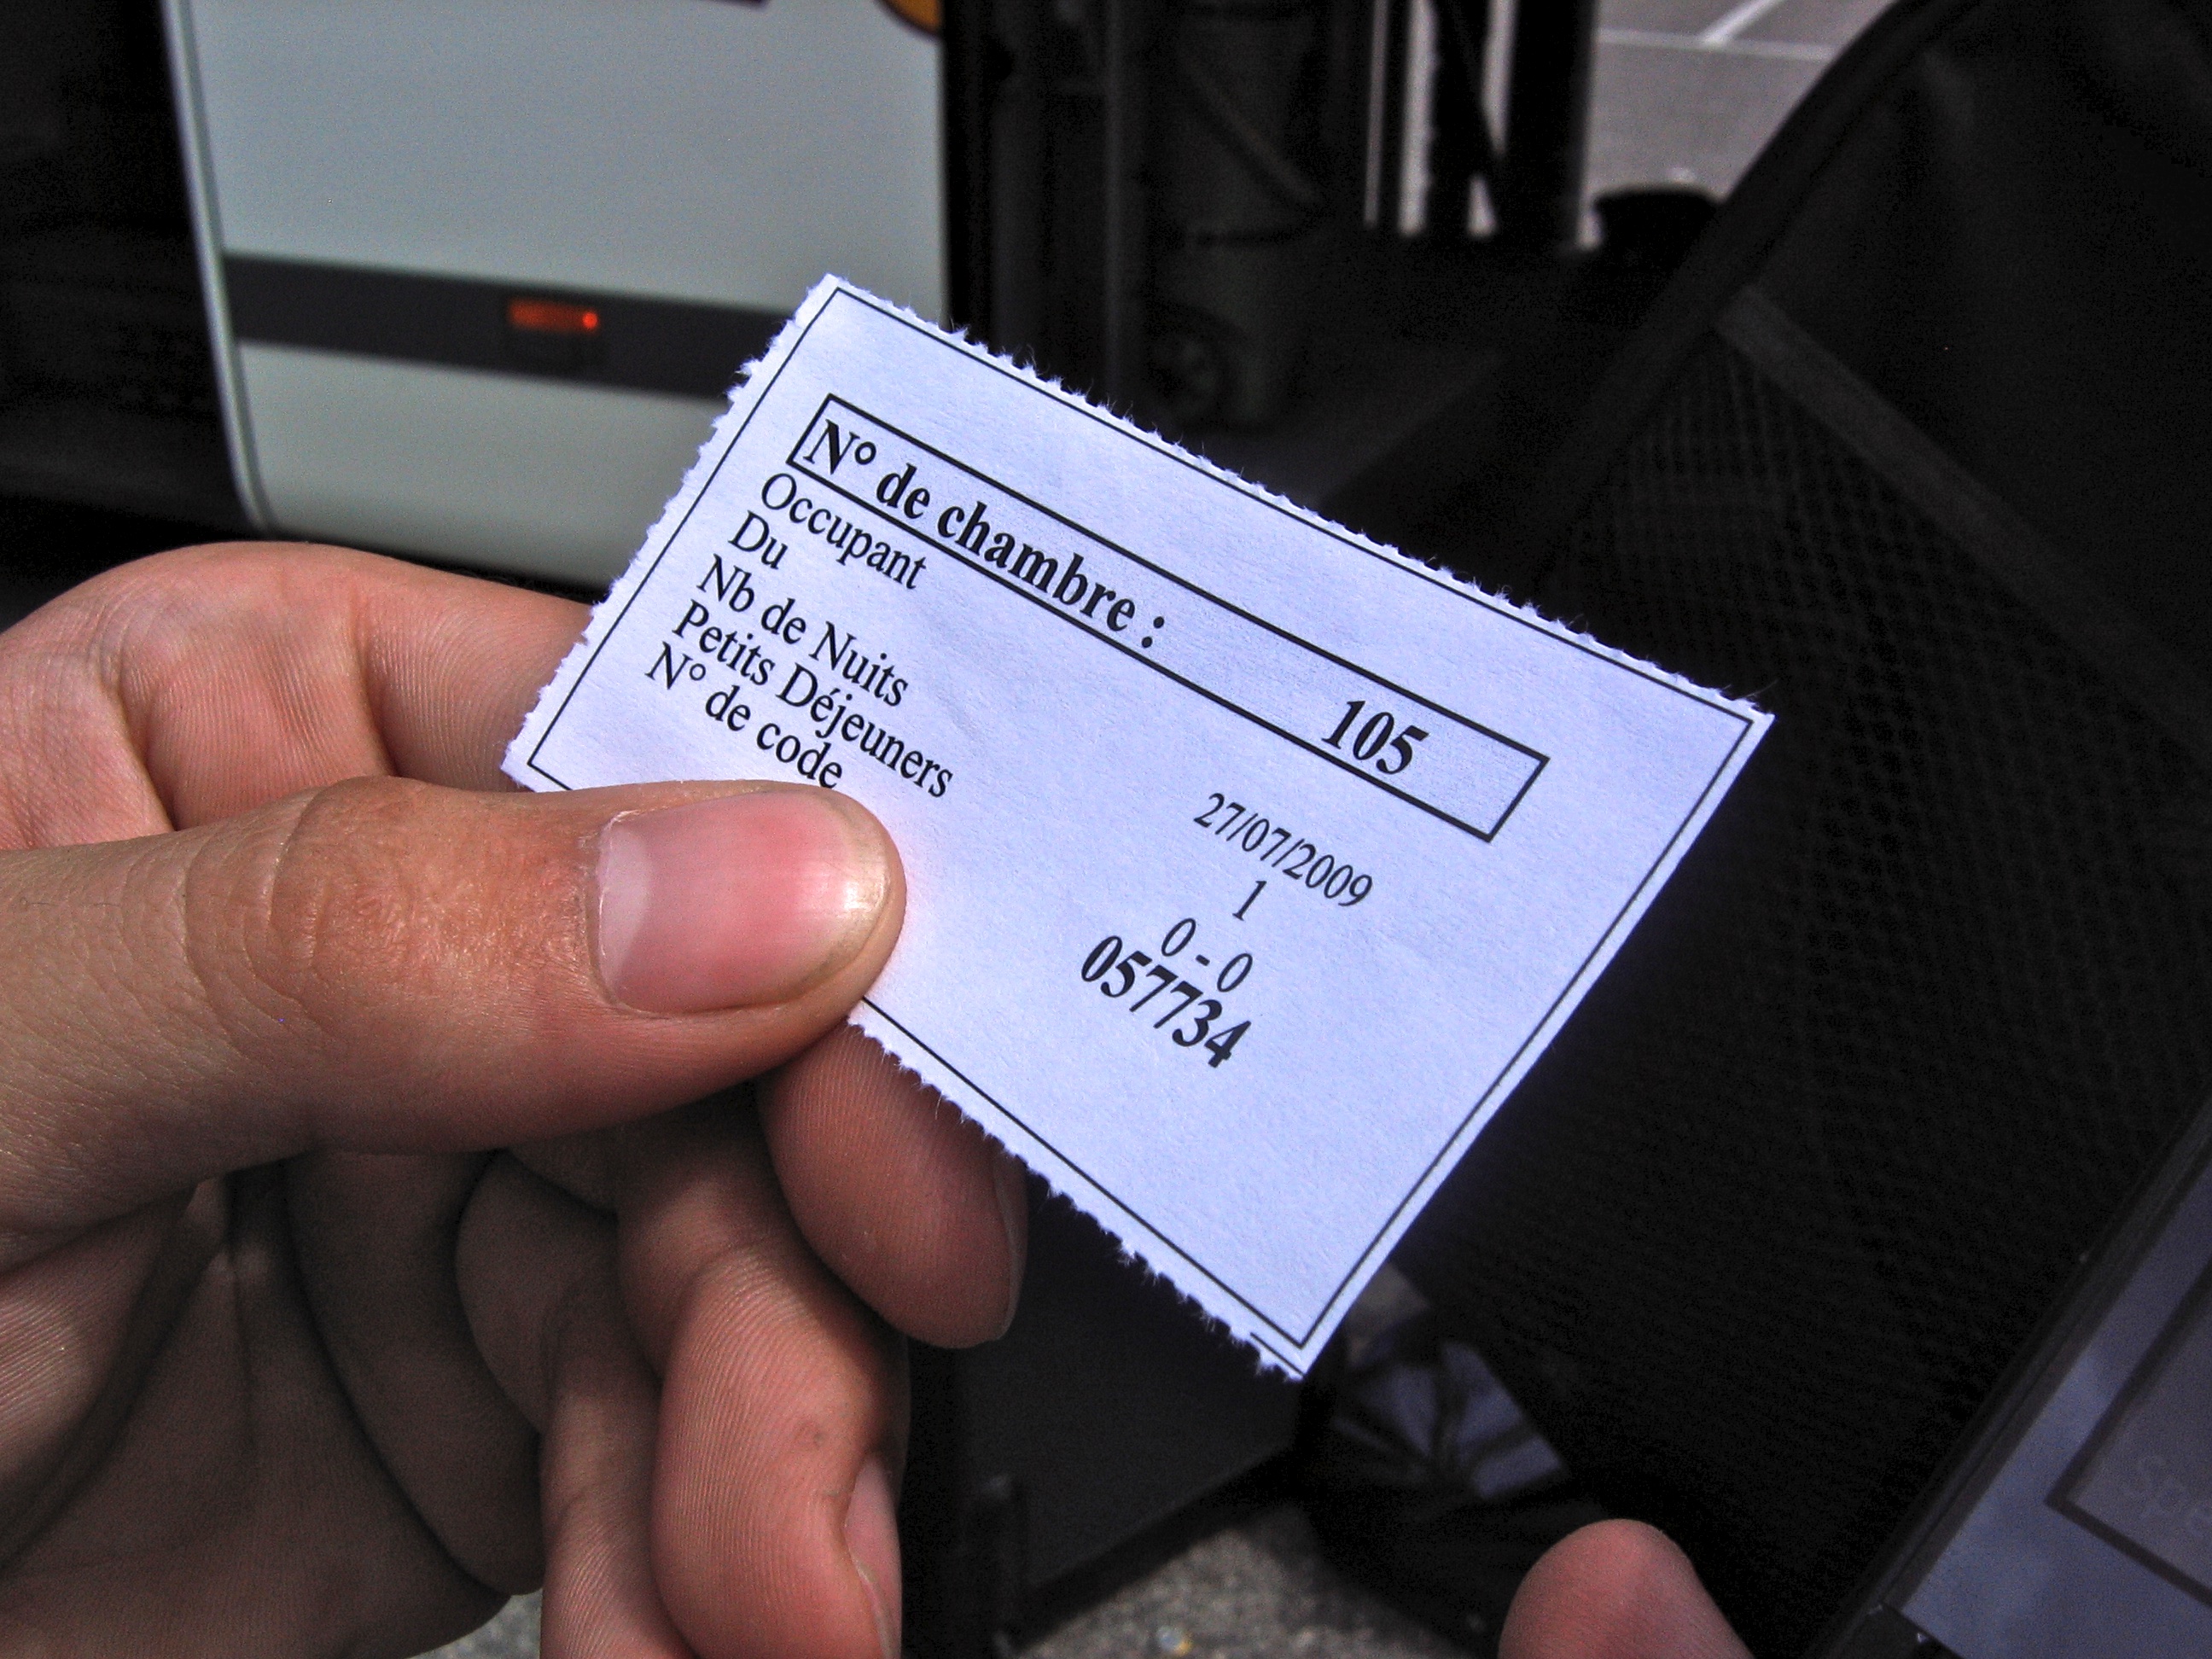 N° de chambre : 105
Occupant
Du 27/07/2009
Nb de Nuits 1
Petits Déjeuners 0 - 0
N° de code 057734